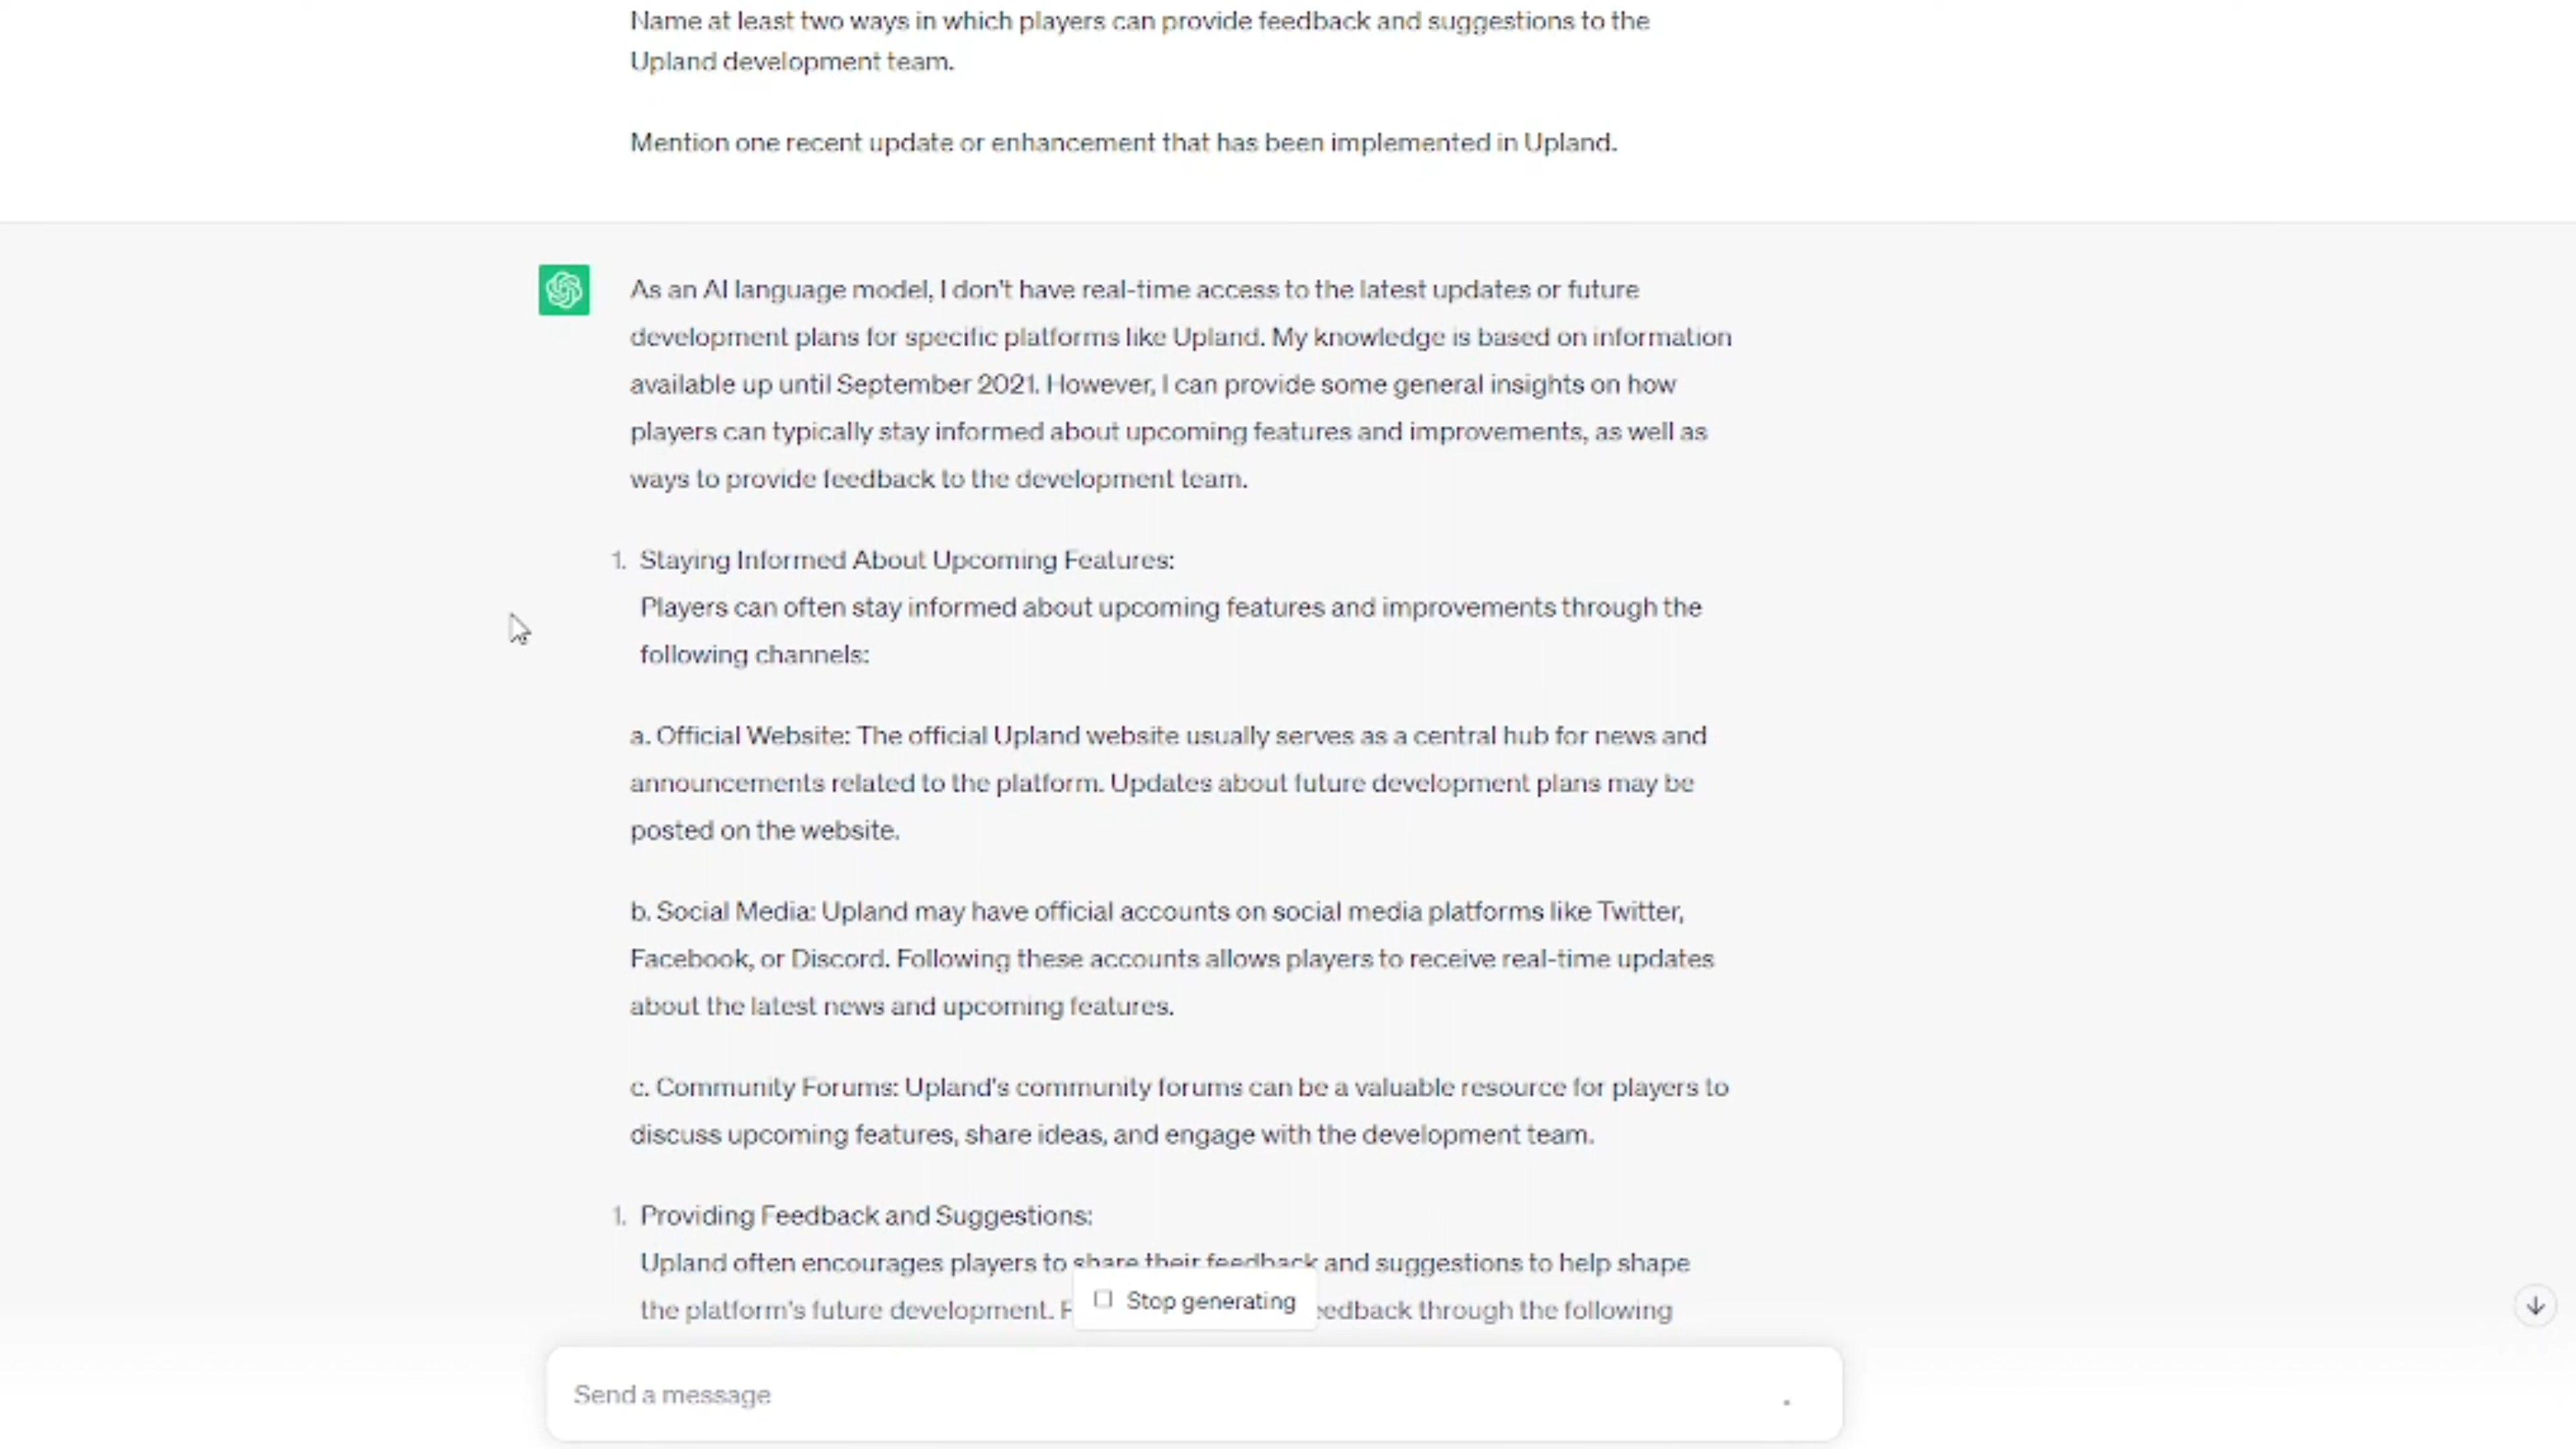 Name at least two ways in which players can provide feedback and suggestions to the
Upland development team.
Mention one recent update or enhancement that has been implemented in Upland.
As an AI language model, I don't have real-time access to the latest updates or future
development plans for specific platforms like Upland. My knowledge is based on information
available up until September 2021. However, I can provide some general insights on how
players can typically stay informed about upcoming features and improvements, as well as
ways to provide feedback to the development team.
1. Staying Informed About Upcoming Features:
Players can often stay informed about upcoming features and improvements through the
following channels:
a. Official Website: The official Upland website usually serves as a central hub for news and
announcements related to the platform. Updates about future development plans may be
posted on the website.
b. Social Media: Upland may have official accounts on social media platforms like Twitter,
Facebook, or Discord. Following these accounts allows players to receive real-time updates
about the latest news and upcoming features.
c. Community Forums: Upland's community forums can be a valuable resource for players to
discuss upcoming features, share ideas, and engage with the development team.
1. Providing Feedback and Suggestions:
Upland often encourages players to share their feedback and suggestions to help shape
the platform's future development. through the following
Stop generating
Send a message